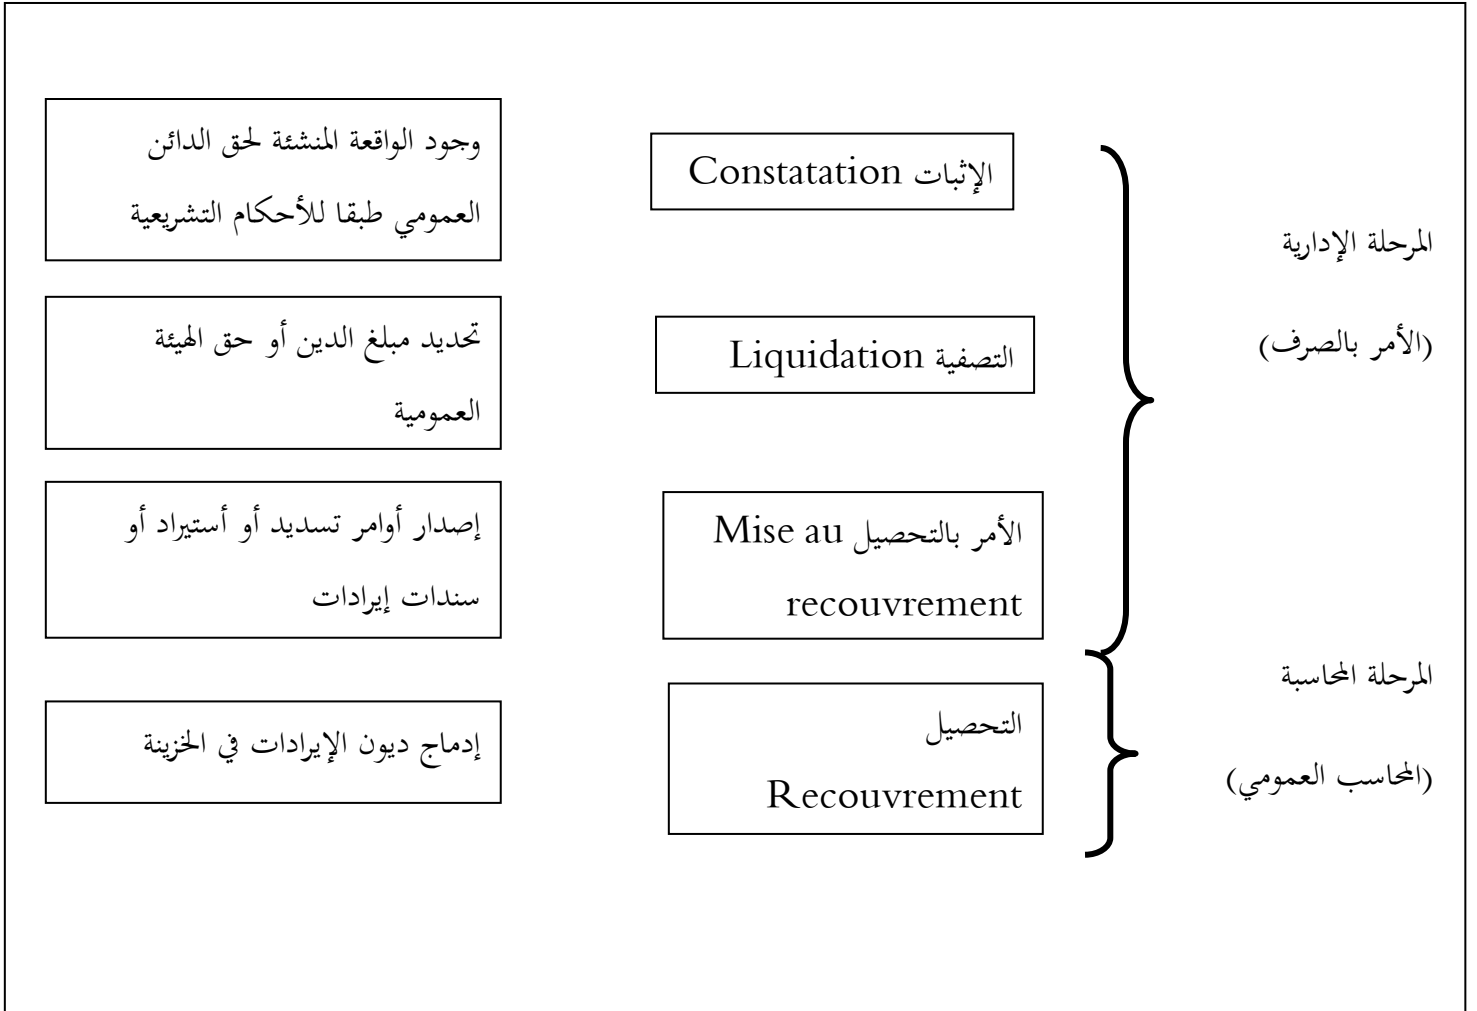 المرحلة الإدارية
(الأمر بالصرف)
الإثبات Constatation
وجود الواقعة المنشئة لحق الدائن
العمومي طبقا للأحكام التشريعية
التصفية Liquidation
تحديد مبلغ الدين أو حق الهيئة
العمومية
الأمر بالتحصيل Mise au
recouvrement
إصدار أوامر تسديد أو أستيراد أو
سندات إيرادات
المرحلة المحاسبة
(المحاسب العمومي)
التحصيل
Recouvrement
إدماج ديون الإيرادات في الخزينة